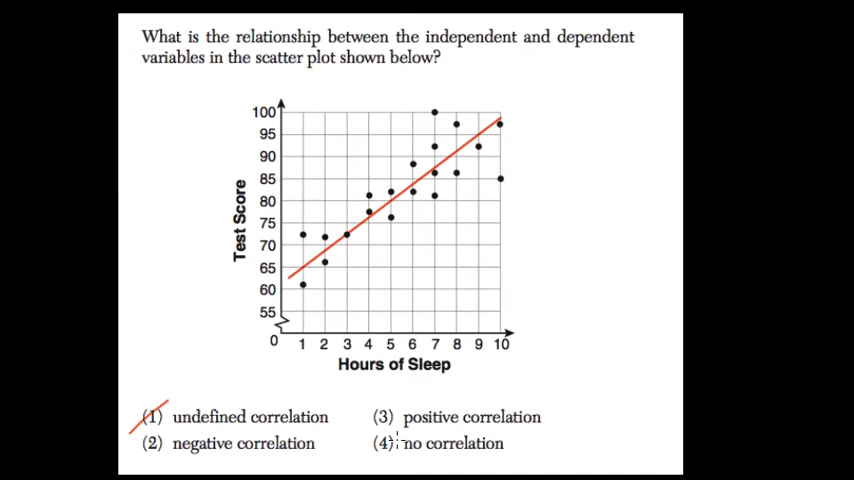 What is the relationship between the independent and dependent
variables in the scatter plot shown below?
100
95
90
85
80
75
70
65
60
55
0
Test Score
1 2 3 4 5 6 7 8 9 10
Hours of Sleep
(1) undefined correlation
(2) negative correlation
(3) positive correlation
(4) no correlation